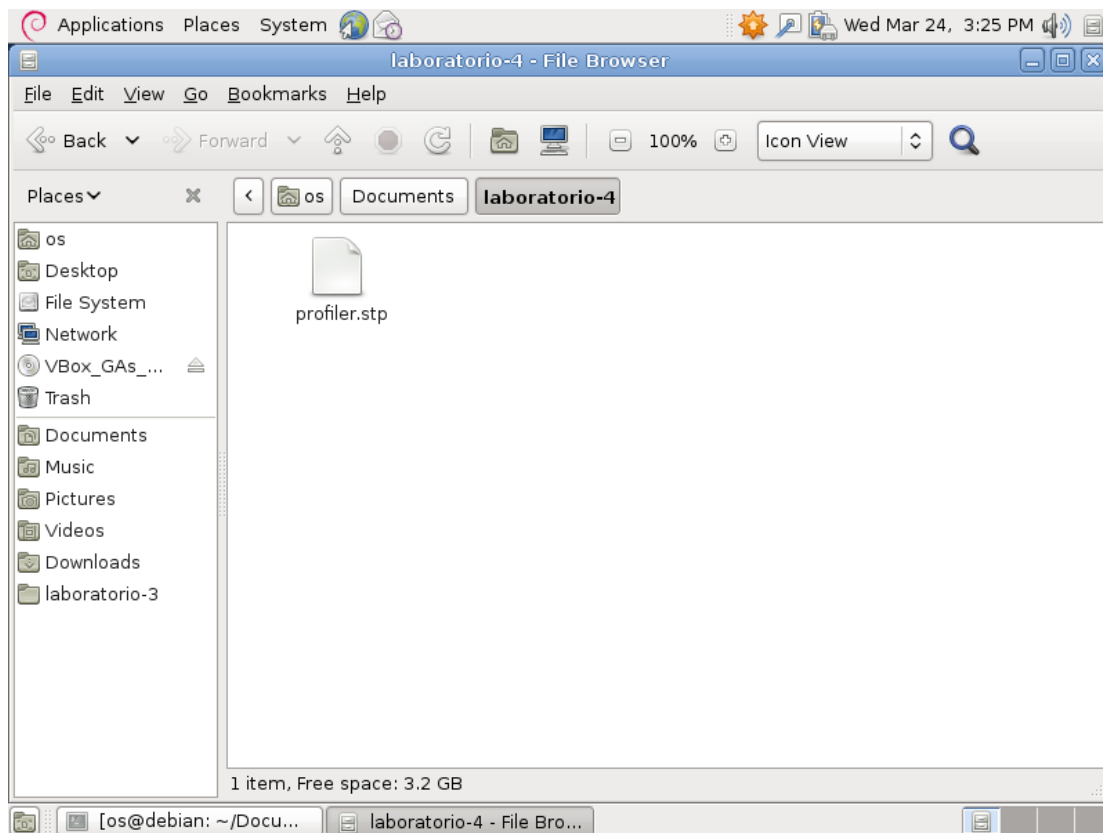 Applications Places System Wed Mar 24, 3:25 PM
laboratorio-4 - File Browser
File Edit View Go Bookmarks Help
Back Forward 100% Icon View
Places os Documents laboratorio-4
os
Desktop
File System
Network
VBox_GAs_...
Trash
Documents
Music
Pictures
Videos
Downloads
laboratorio-3
profiler.stp
1 item, Free space: 3.2 GB
[os@debian: ~/Docu... laboratorio-4 - File Bro...